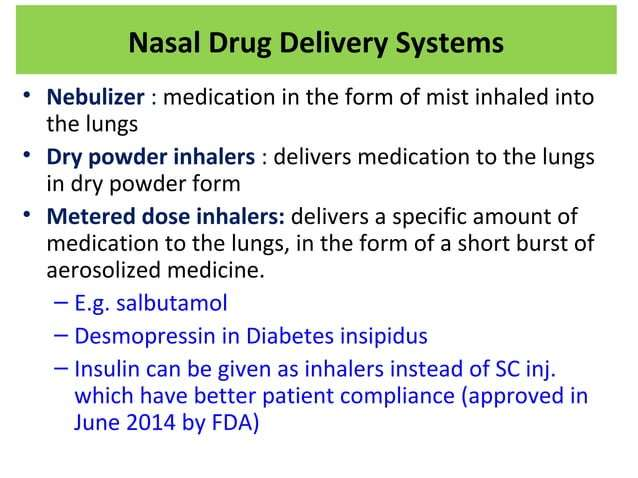 Nasal Drug Delivery Systems
• Nebulizer : medication in the form of mist inhaled into
the lungs
• Dry powder inhalers : delivers medication to the lungs
in dry powder form
• Metered dose inhalers: delivers a specific amount of
medication to the lungs, in the form of a short burst of
aerosolized medicine.
– E.g. salbutamol
– Desmopressin in Diabetes insipidus
– Insulin can be given as inhalers instead of SC inj.
which have better patient compliance (approved in
June 2014 by FDA)